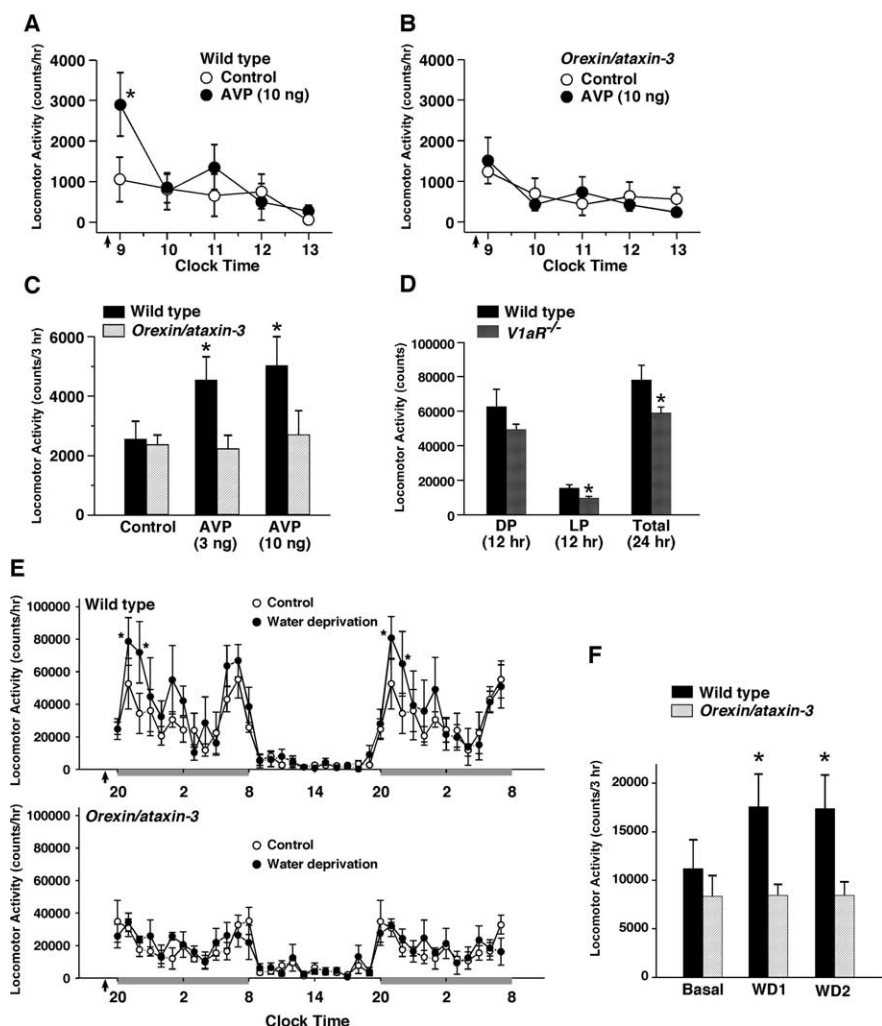 A
Wild type
Control
AVP (10 ng)
*
Locomotor Activity (counts/hr)
4000
3000
2000
1000
0
9 10 11 12 13
Clock Time
B
Orexin/ataxin-3
Control
AVP (10 ng)
Locomotor Activity (counts/hr)
4000
3000
2000
1000
0
9 10 11 12 13
Clock Time
C
Wild type
Orexin/ataxin-3
* *
Locomotor Activity (counts/3 hr)
6000
4000
2000
0
Control AVP AVP
(3 ng) (10 ng)
D
Wild type
V1aR-/-
* *
Locomotor Activity (counts)
100000
80000
60000
40000
20000
0
DP LP Total
(12 hr) (12 hr) (24 hr)
E
Wild type
Control
Water deprivation
* * * *
Locomotor Activity (counts/hr)
100000
80000
60000
40000
20000
0
20 2 8 14 20 2 8
Orexin/ataxin-3
Control
Water deprivation
Locomotor Activity (counts/hr)
100000
80000
60000
40000
20000
0
20 2 8 14 20 2 8
Clock Time
F
Wild type
Orexin/ataxin-3
* *
Locomotor Activity (counts/3 hr)
20000
15000
10000
5000
0
Basal WD1 WD2